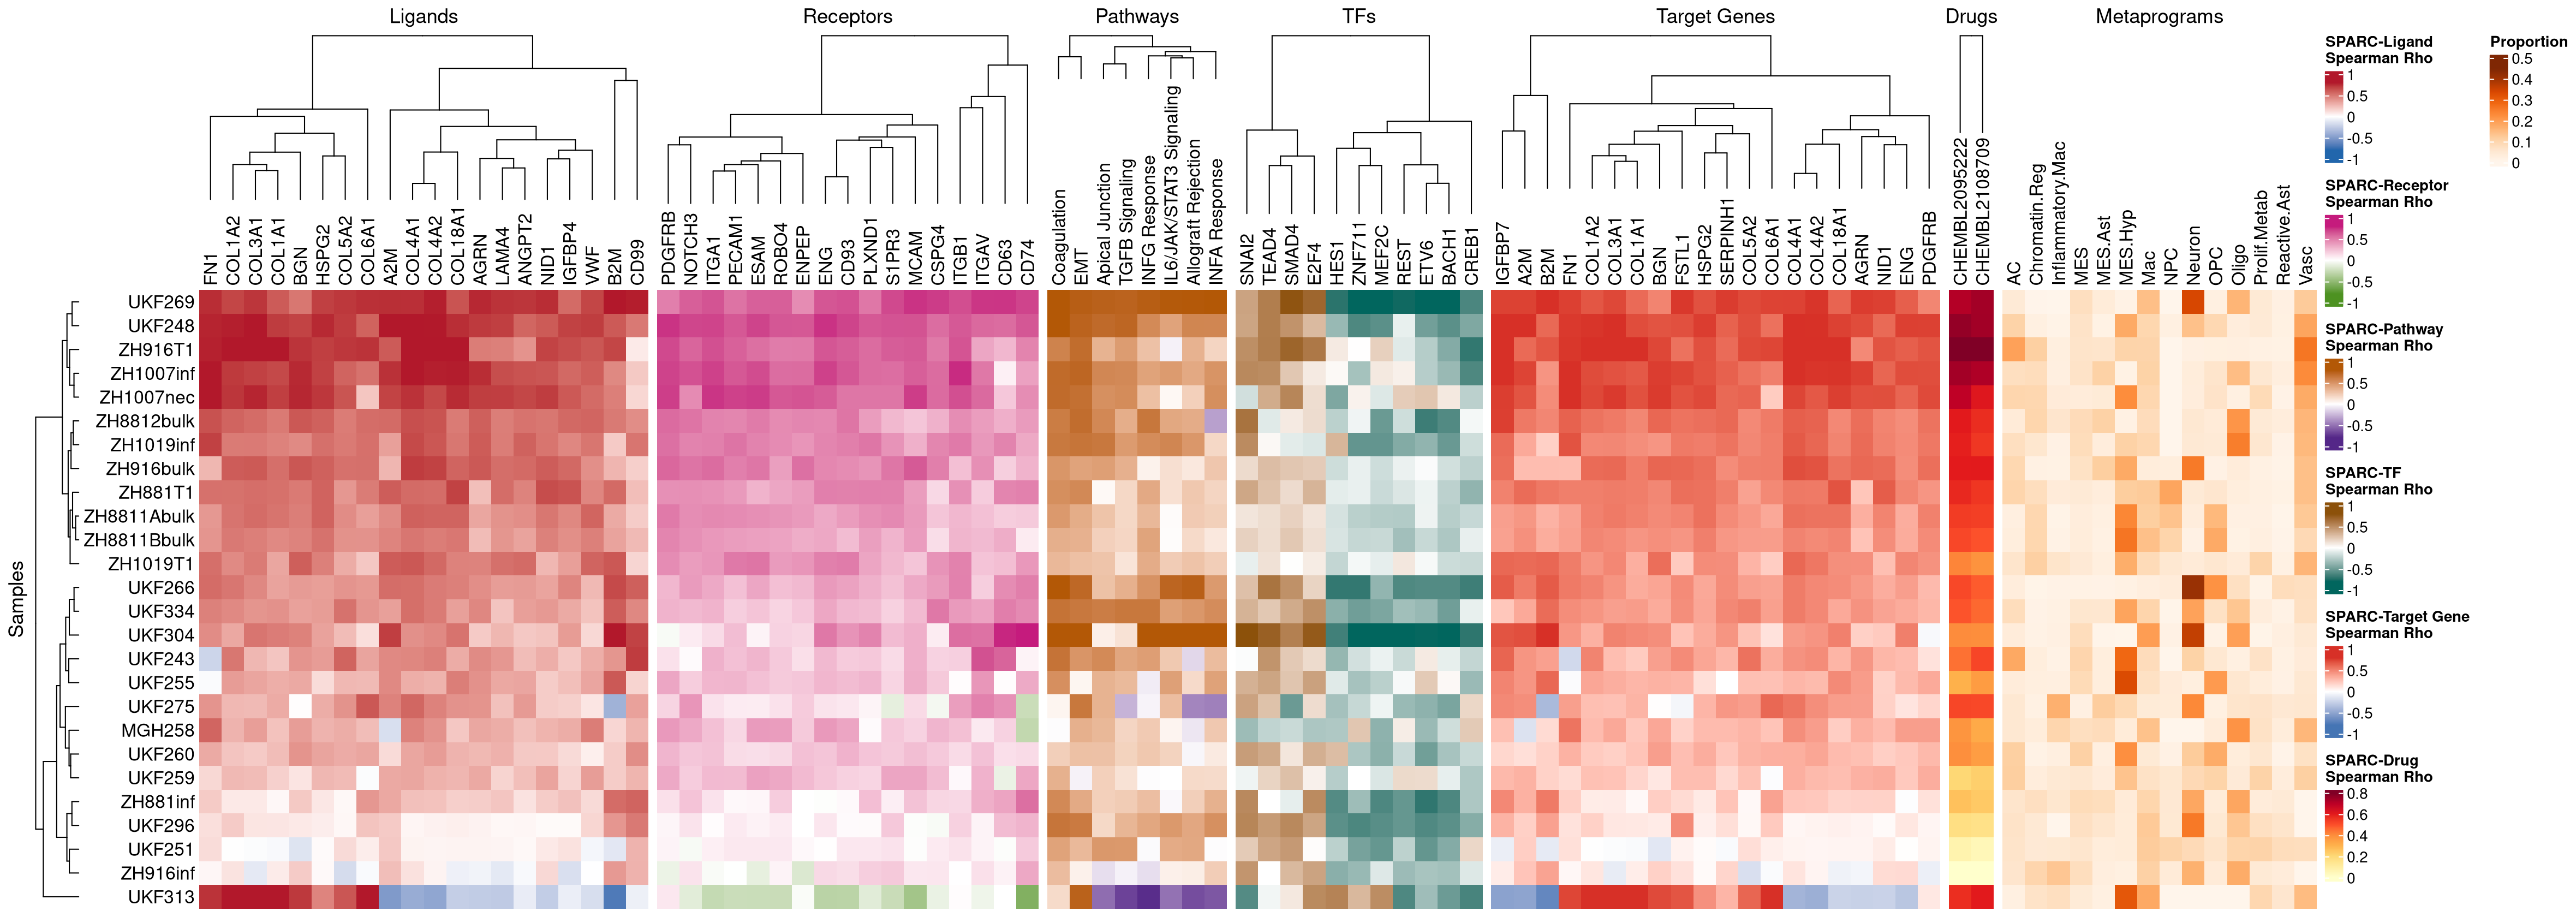 Ligands
Receptors
Pathways
TFs
Target Genes
Drugs
Metaprograms
FN1
COL1A2
COL3A1
COL1A1
BGN
HSPG2
COL5A2
COL6A1
A2M
COL4A1
COL4A2
COL18A1
AGRN
LAMA4
ANGPT2
NID1
IGFBP4
VWF
B2M
CD99
PDGFRB
NOTCH3
ITGA1
PECAM1
ESAM
ROBO4
ENPEP
ENG
CD93
PLXND1
S1PR3
MCAM
CSPG4
ITGB1
ITGAV
CD63
CD74
Coagulation
EMT
Apical Junction
TGFB Signaling
INFG Response
IL6/JAK/STAT3 Signaling
Allograft Rejection
INFA Response
SNAI2
TEAD4
SMAD4
E2F4
HES1
ZNF711
MEF2C
REST
ETV6
BACH1
CREB1
IGFBP7
A2M
B2M
FN1
COL1A2
COL3A1
COL1A1
BGN
FSTL1
HSPG2
SERPINH1
COL5A2
COL6A1
COL4A1
COL4A2
COL18A1
AGRN
NID1
ENG
PDGFRB
CHEMBL2095222
CHEMBL2108709
AC
Chromatin.Reg
Inflammatory.Mac
MES
MES.Ast
MES.Hyp
Mac
NPC
Neuron
OPC
Oligo
Prolif.Metab
Reactive.Ast
Vasc
Samples
UKF269
UKF248
ZH916T1
ZH1007inf
ZH1007nec
ZH8812bulk
ZH1019inf
ZH916bulk
ZH881T1
ZH8811Abulk
ZH8811Bbulk
ZH1019T1
UKF266
UKF334
UKF304
UKF243
UKF255
UKF275
MGH258
UKF260
UKF259
ZH881inf
UKF296
UKF251
ZH916inf
UKF313
SPARC-Ligand
Spearman Rho
1
0.5
0
-0.5
-1
SPARC-Receptor
Spearman Rho
1
0.5
0
-0.5
-1
SPARC-Pathway
Spearman Rho
1
0.5
0
-0.5
-1
SPARC-TF
Spearman Rho
1
0.5
0
-0.5
-1
SPARC-Target Gene
Spearman Rho
1
0.5
0
-0.5
-1
SPARC-Drug
Spearman Rho
0.8
0.6
0.4
0.2
0
Proportion
0.5
0.4
0.3
0.2
0.1
0